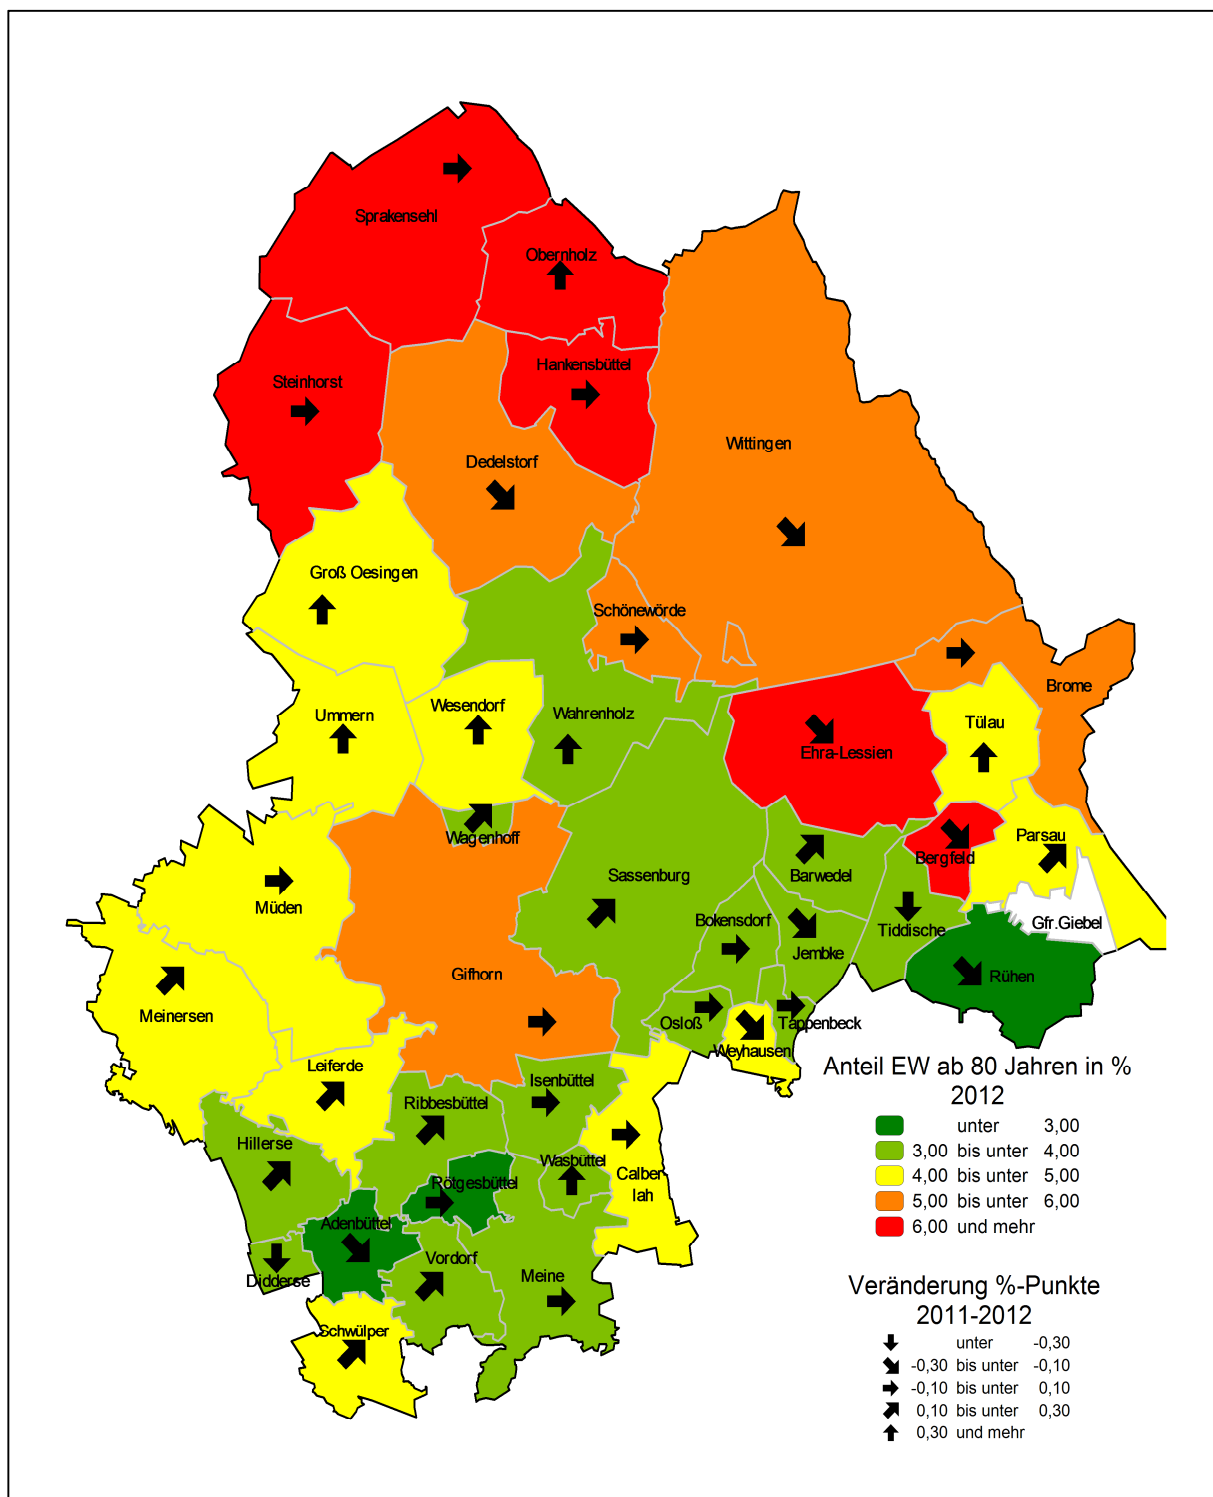 Sprakensehl
Obernholz
Hankensbüttel
Steinhorst
Wittingen
Dedelstorf
Groß Oesingen
Schönewörde
Brome
Wesendorf
Wahrenholz
Ummern
Tülau
Ehra-Lessien
Wagenhoff
Parsau
Bergfeld
Sassenburg
Barwedel
Müden
Bokensdorf
Gfr.Giebel
Tiddische
Jembke
Gifhorn
Rühen
Meinersen
Osloß
Tappenbeck
Weyhausen
Leiferde
Isenbüttel
Ribbesbüttel
Hillerse
Wasbüttel
Calber
lah
Rötgesbüttel
Adenbüttel
Vordorf
Meine
Didderse
Schwülper
Anteil EW ab 80 Jahren in %
2012
unter 3,00
3,00 bis unter 4,00
4,00 bis unter 5,00
5,00 bis unter 6,00
6,00 und mehr
Veränderung %-Punkte
2011-2012
unter -0,30
-0,30 bis unter -0,10
-0,10 bis unter 0,10
0,10 bis unter 0,30
0,30 und mehr